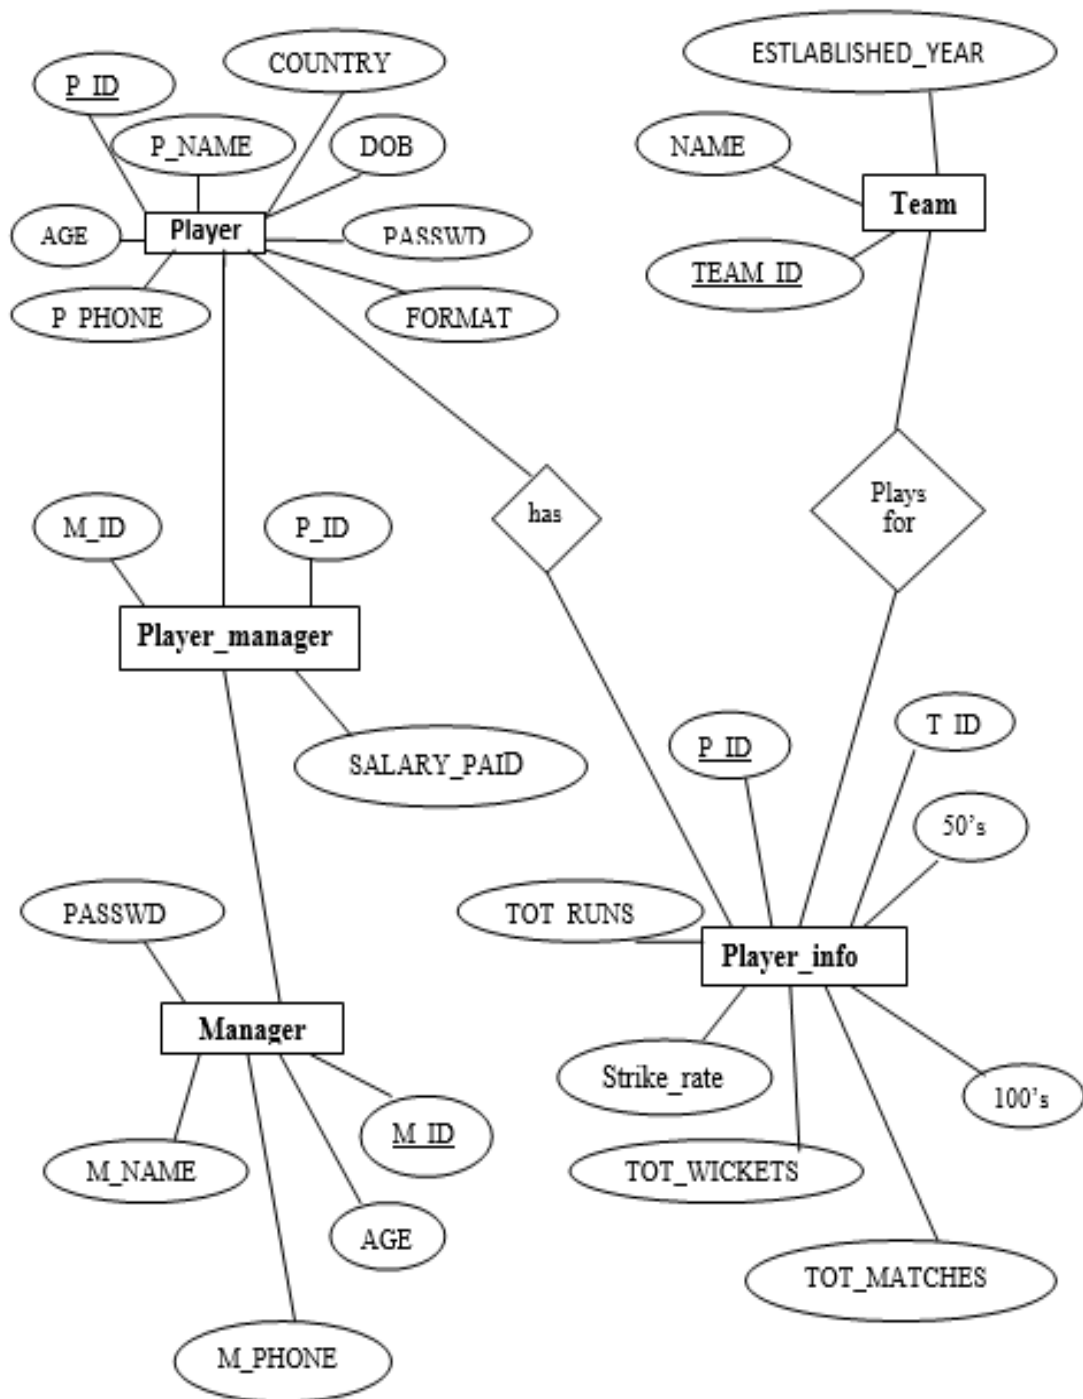 ESTLABLISHED_YEAR
COUNTRY
P_ID
P_NAME
DOB
NAME
Team
AGE
Player
PASSWD
TEAM_ID
P_PHONE
FORMAT
Plays
for
has
M_ID
P_ID
Player_manager
T_ID
P_ID
SALARY_PAID
50’s
PASSWD
TOT_RUNS
Player_info
Manager
Strike_rate
100’s
M_ID
M_NAME
TOT_WICKETS
AGE
TOT_MATCHES
M_PHONE